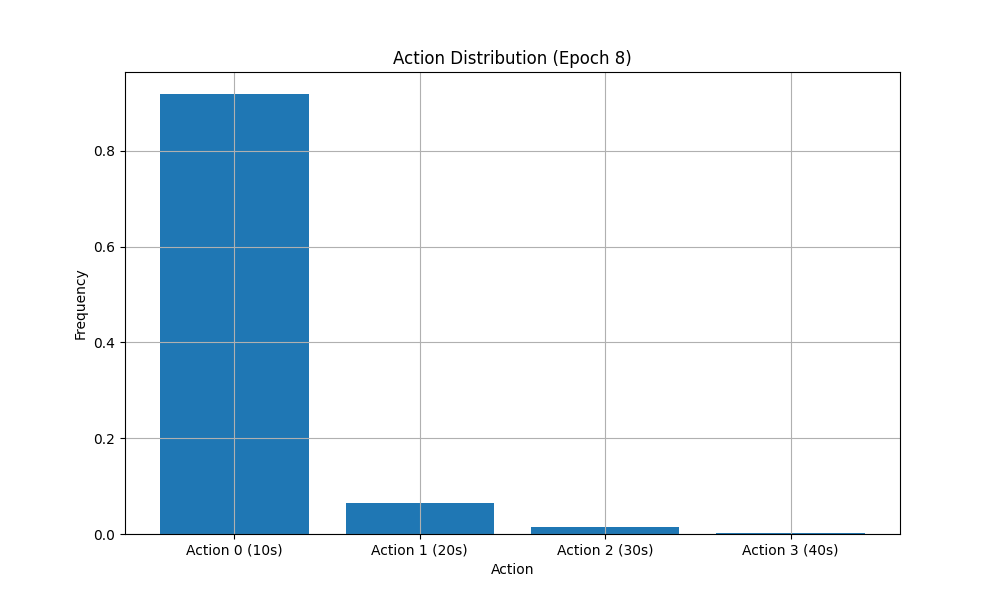 Action Distribution (Epoch 8)
Frequency
0.8
0.6
0.4
0.2
0.0
Action 0 (10s) Action 1 (20s) Action 2 (30s) Action 3 (40s)
Action